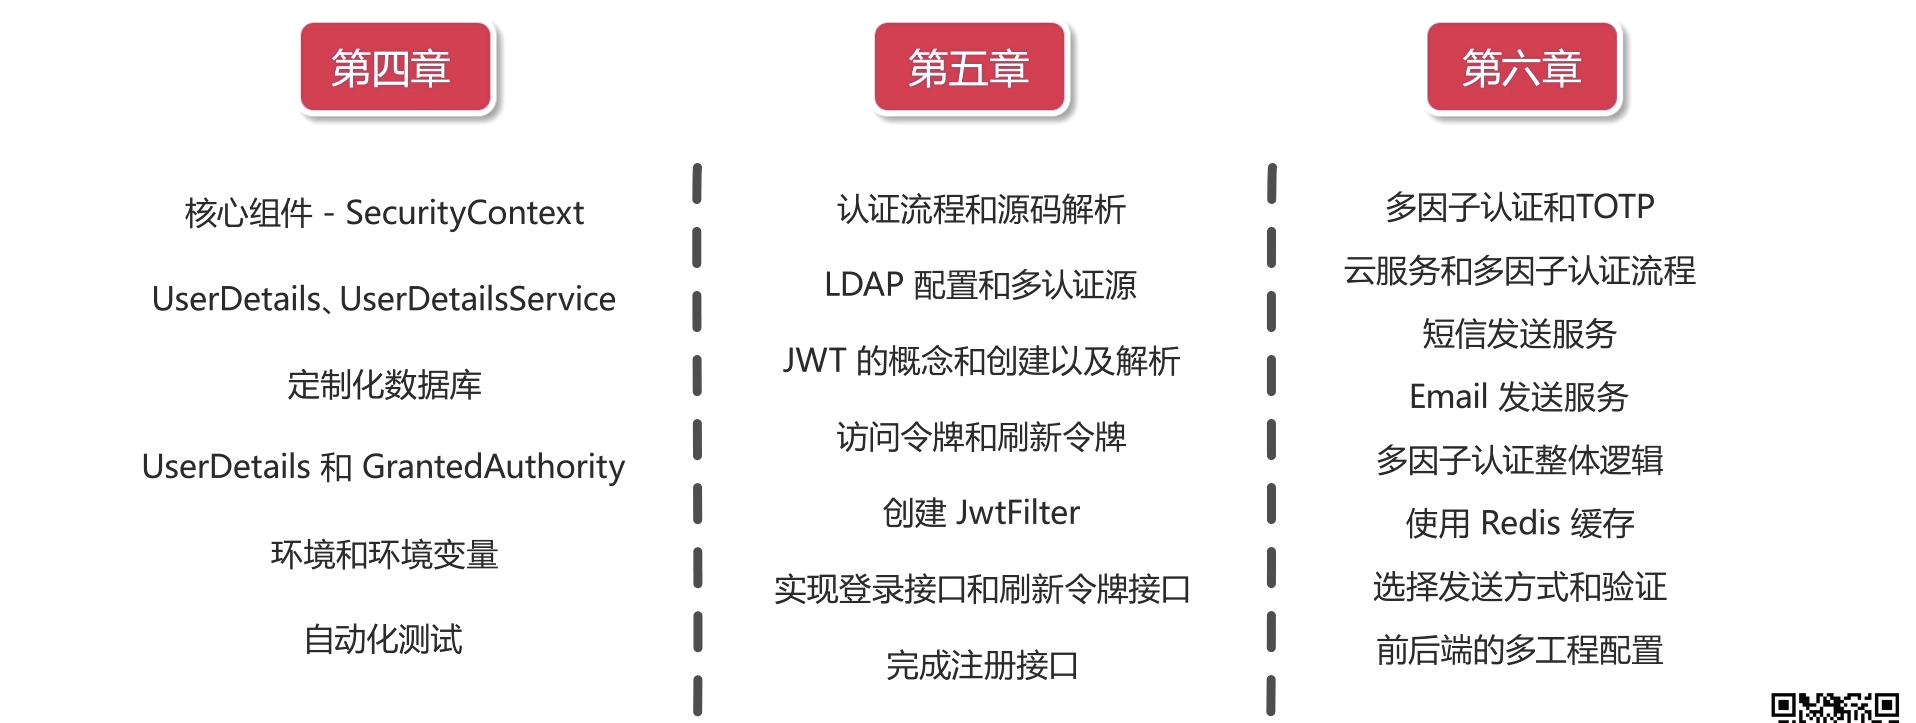 第四章
核心组件 - SecurityContext
UserDetails、UserDetailsService
定制化数据库
UserDetails 和 GrantedAuthority
环境和环境变量
自动化测试
第五章
认证流程和源码解析
LDAP 配置和多认证源
JWT 的概念和创建以及解析
访问令牌和刷新令牌
创建 JwtFilter
实现登录接口和刷新令牌接口
完成注册接口
第六章
多因子认证和TOTP
云服务和多因子认证流程
短信发送服务
Email 发送服务
多因子认证整体逻辑
使用 Redis 缓存
选择发送方式和验证
前后端的多工程配置